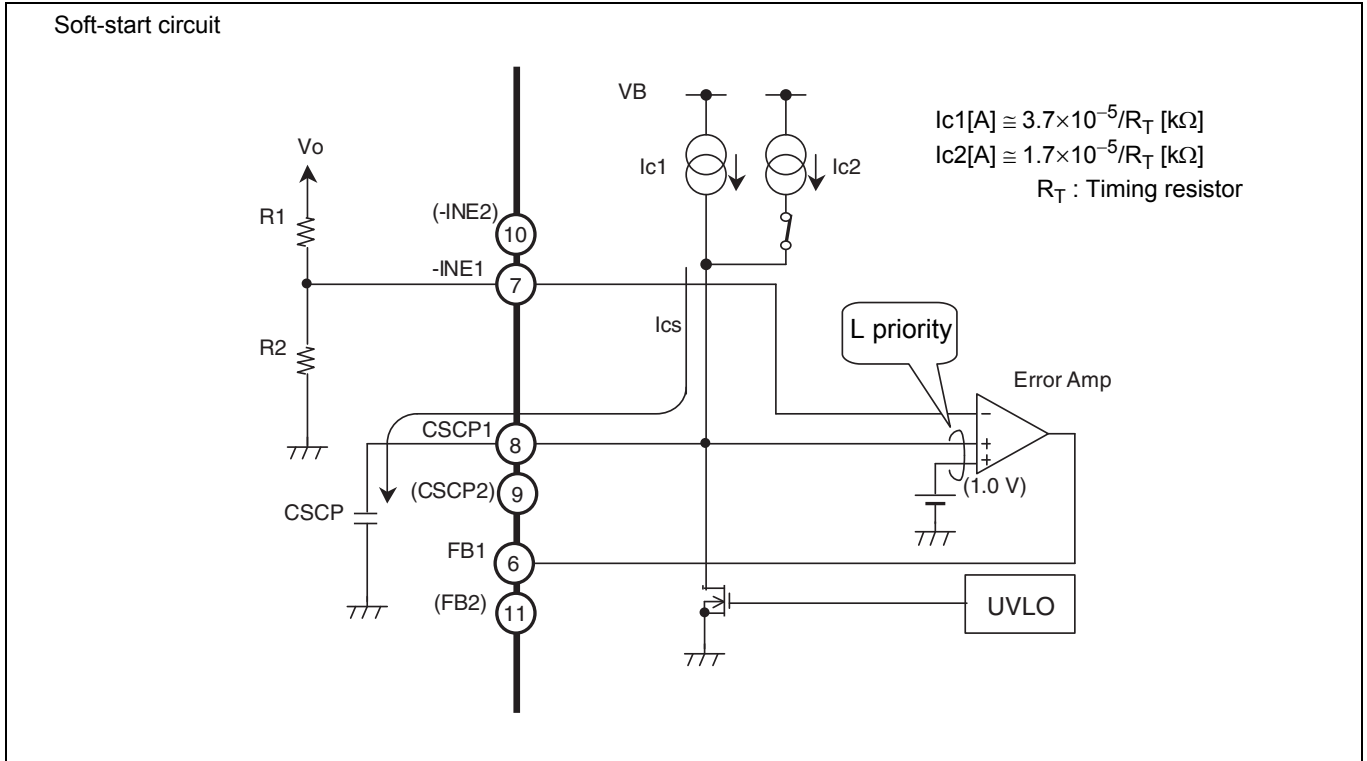 Soft-start circuit
VB
Ic1[A] ≅ 3.7×10⁻⁵/R_T [kΩ]
Ic2[A] ≅ 1.7×10⁻⁵/R_T [kΩ]
R_T : Timing resistor
Vo
Ic1
Ic2
R1
(-INE2)
10
-INE1
7
Ics
L priority
R2
Error Amp
−
+
+
CSCP1
8
(1.0 V)
(CSCP2)
9
CSCP
FB1
6
(FB2)
11
UVLO